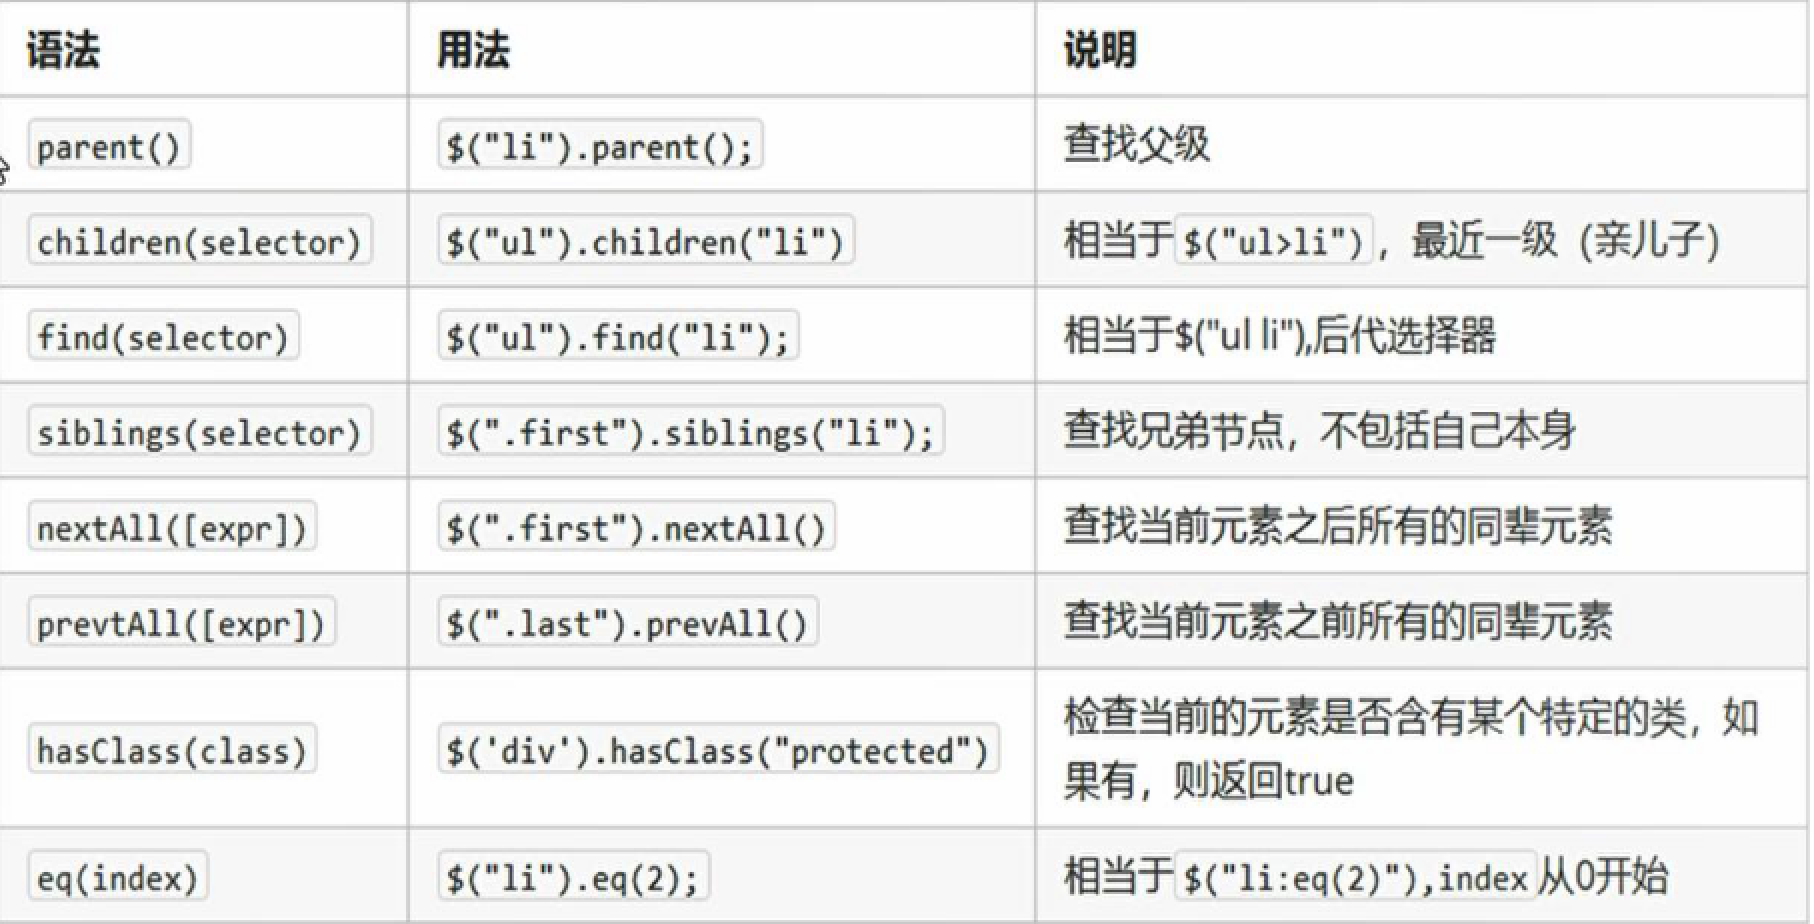 语法 用法 说明
parent() $("li").parent(); 查找父级
children(selector) $("ul").children("li") 相当于$("ul>li")，最近一级（亲儿子）
find(selector) $("ul").find("li"); 相当于$("ul li"),后代选择器
siblings(selector) $(".first").siblings("li"); 查找兄弟节点，不包括自己本身
nextAll([expr]) $(".first").nextAll() 查找当前元素之后所有的同辈元素
prevtAll([expr]) $(".last").prevAll() 查找当前元素之前所有的同辈元素
hasClass(class) $('div').hasClass("protected") 检查当前的元素是否含有某个特定的类，如
果有，则返回true
eq(index) $("li").eq(2); 相当于$("li:eq(2)"),index从0开始